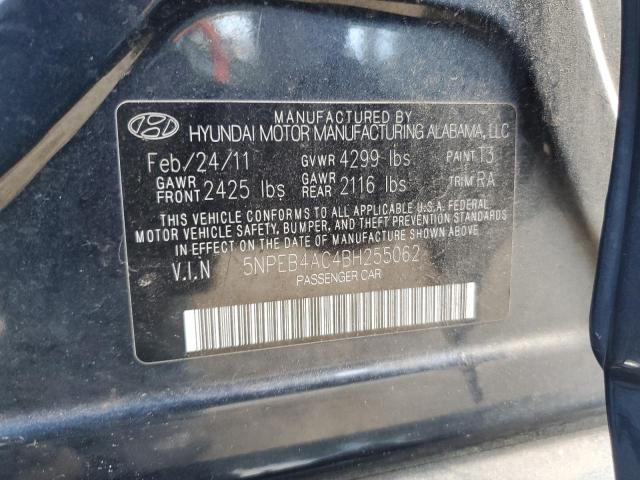 MANUFACTURED BY
HYUNDAI MOTOR MANUFACTURING ALABAMA, LLC
Feb/24/11 GVWR 4299 lbs PAINT T3
GAWR FRONT 2425 lbs GAWR REAR 2116 lbs TRIM RA
THIS VEHICLE CONFORMS TO ALL APPLICABLE U.S.A. FEDERAL
MOTOR VEHICLE SAFETY, BUMPER, AND THEFT PREVENTION STANDARDS
IN EFFECT ON THE DATE OF MANUFACTURE SHOWN ABOVE.
V.I.N 5NPEB4AC4BH255062
PASSENGER CAR